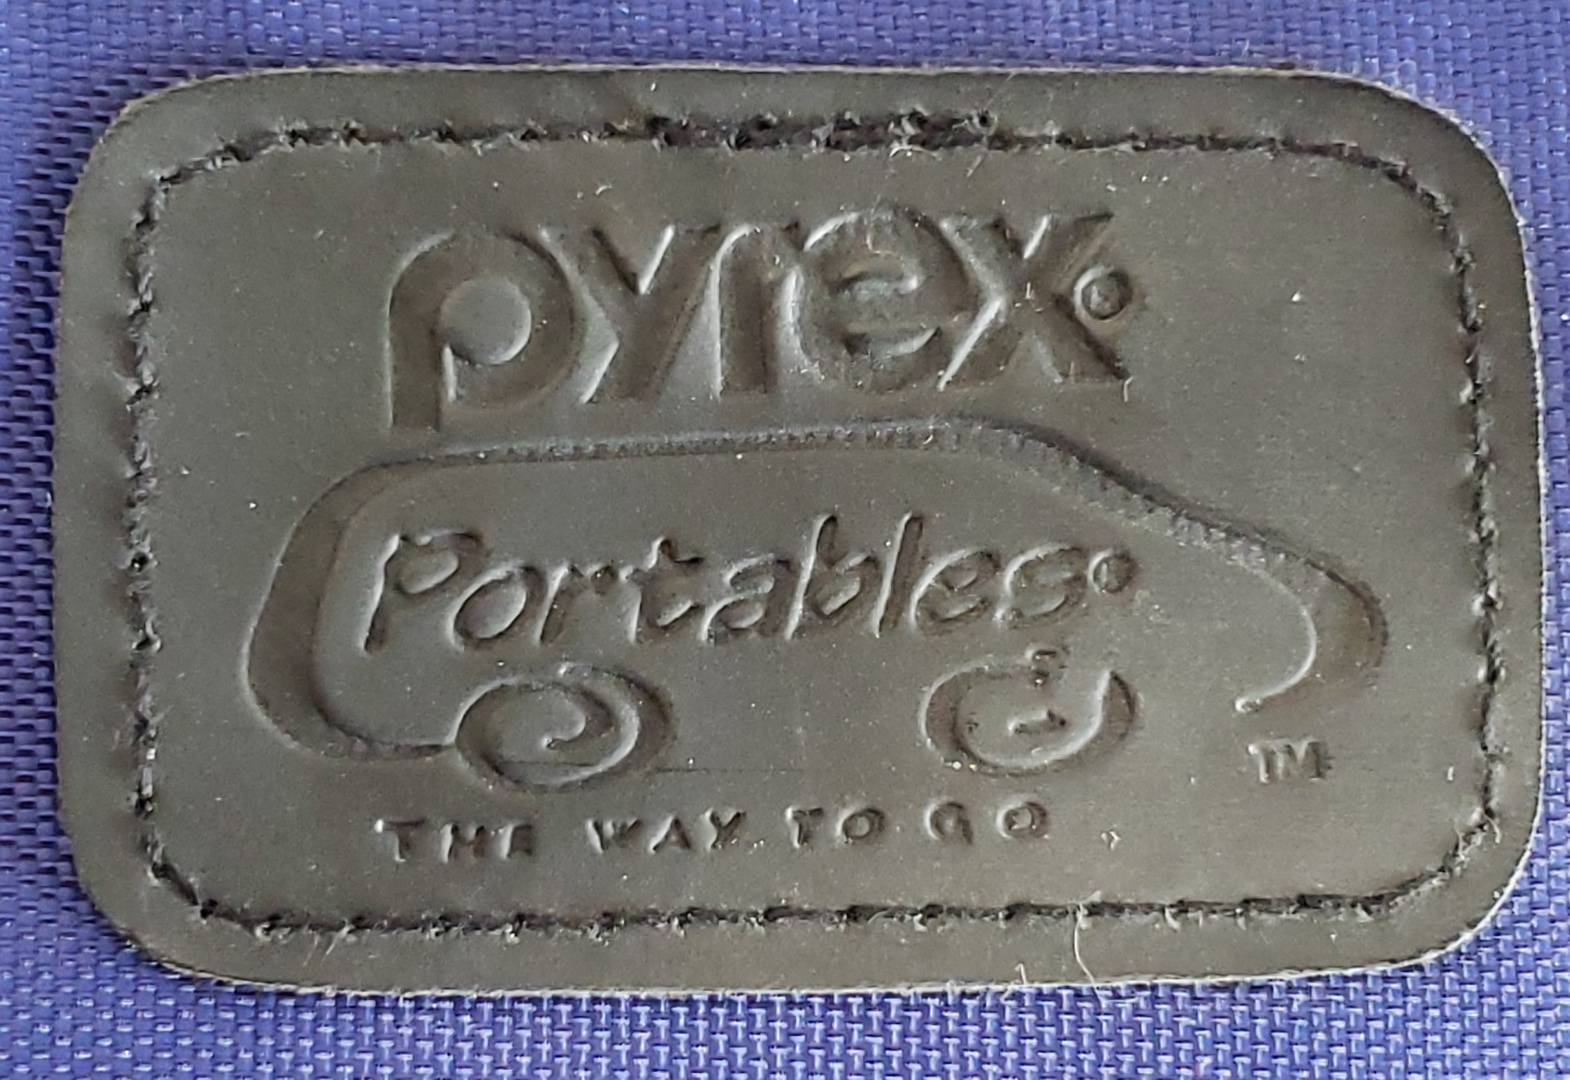 pyrex®
Portables®
TM
THE WAY TO GO